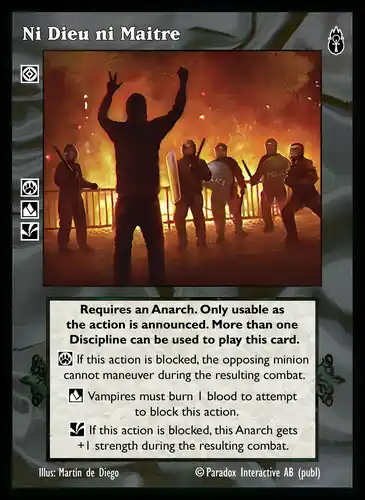 Ni Dieu ni Maitre
POLICE
Requires an Anarch. Only usable as
the action is announced. More than one
Discipline can be used to play this card.
If this action is blocked, the opposing minion
cannot maneuver during the resulting combat.
Vampires must burn 1 blood to attempt
to block this action.
If this action is blocked, this Anarch gets
+1 strength during the resulting combat.
Illus: Martín de Diego
© Paradox Interactive AB (publ)